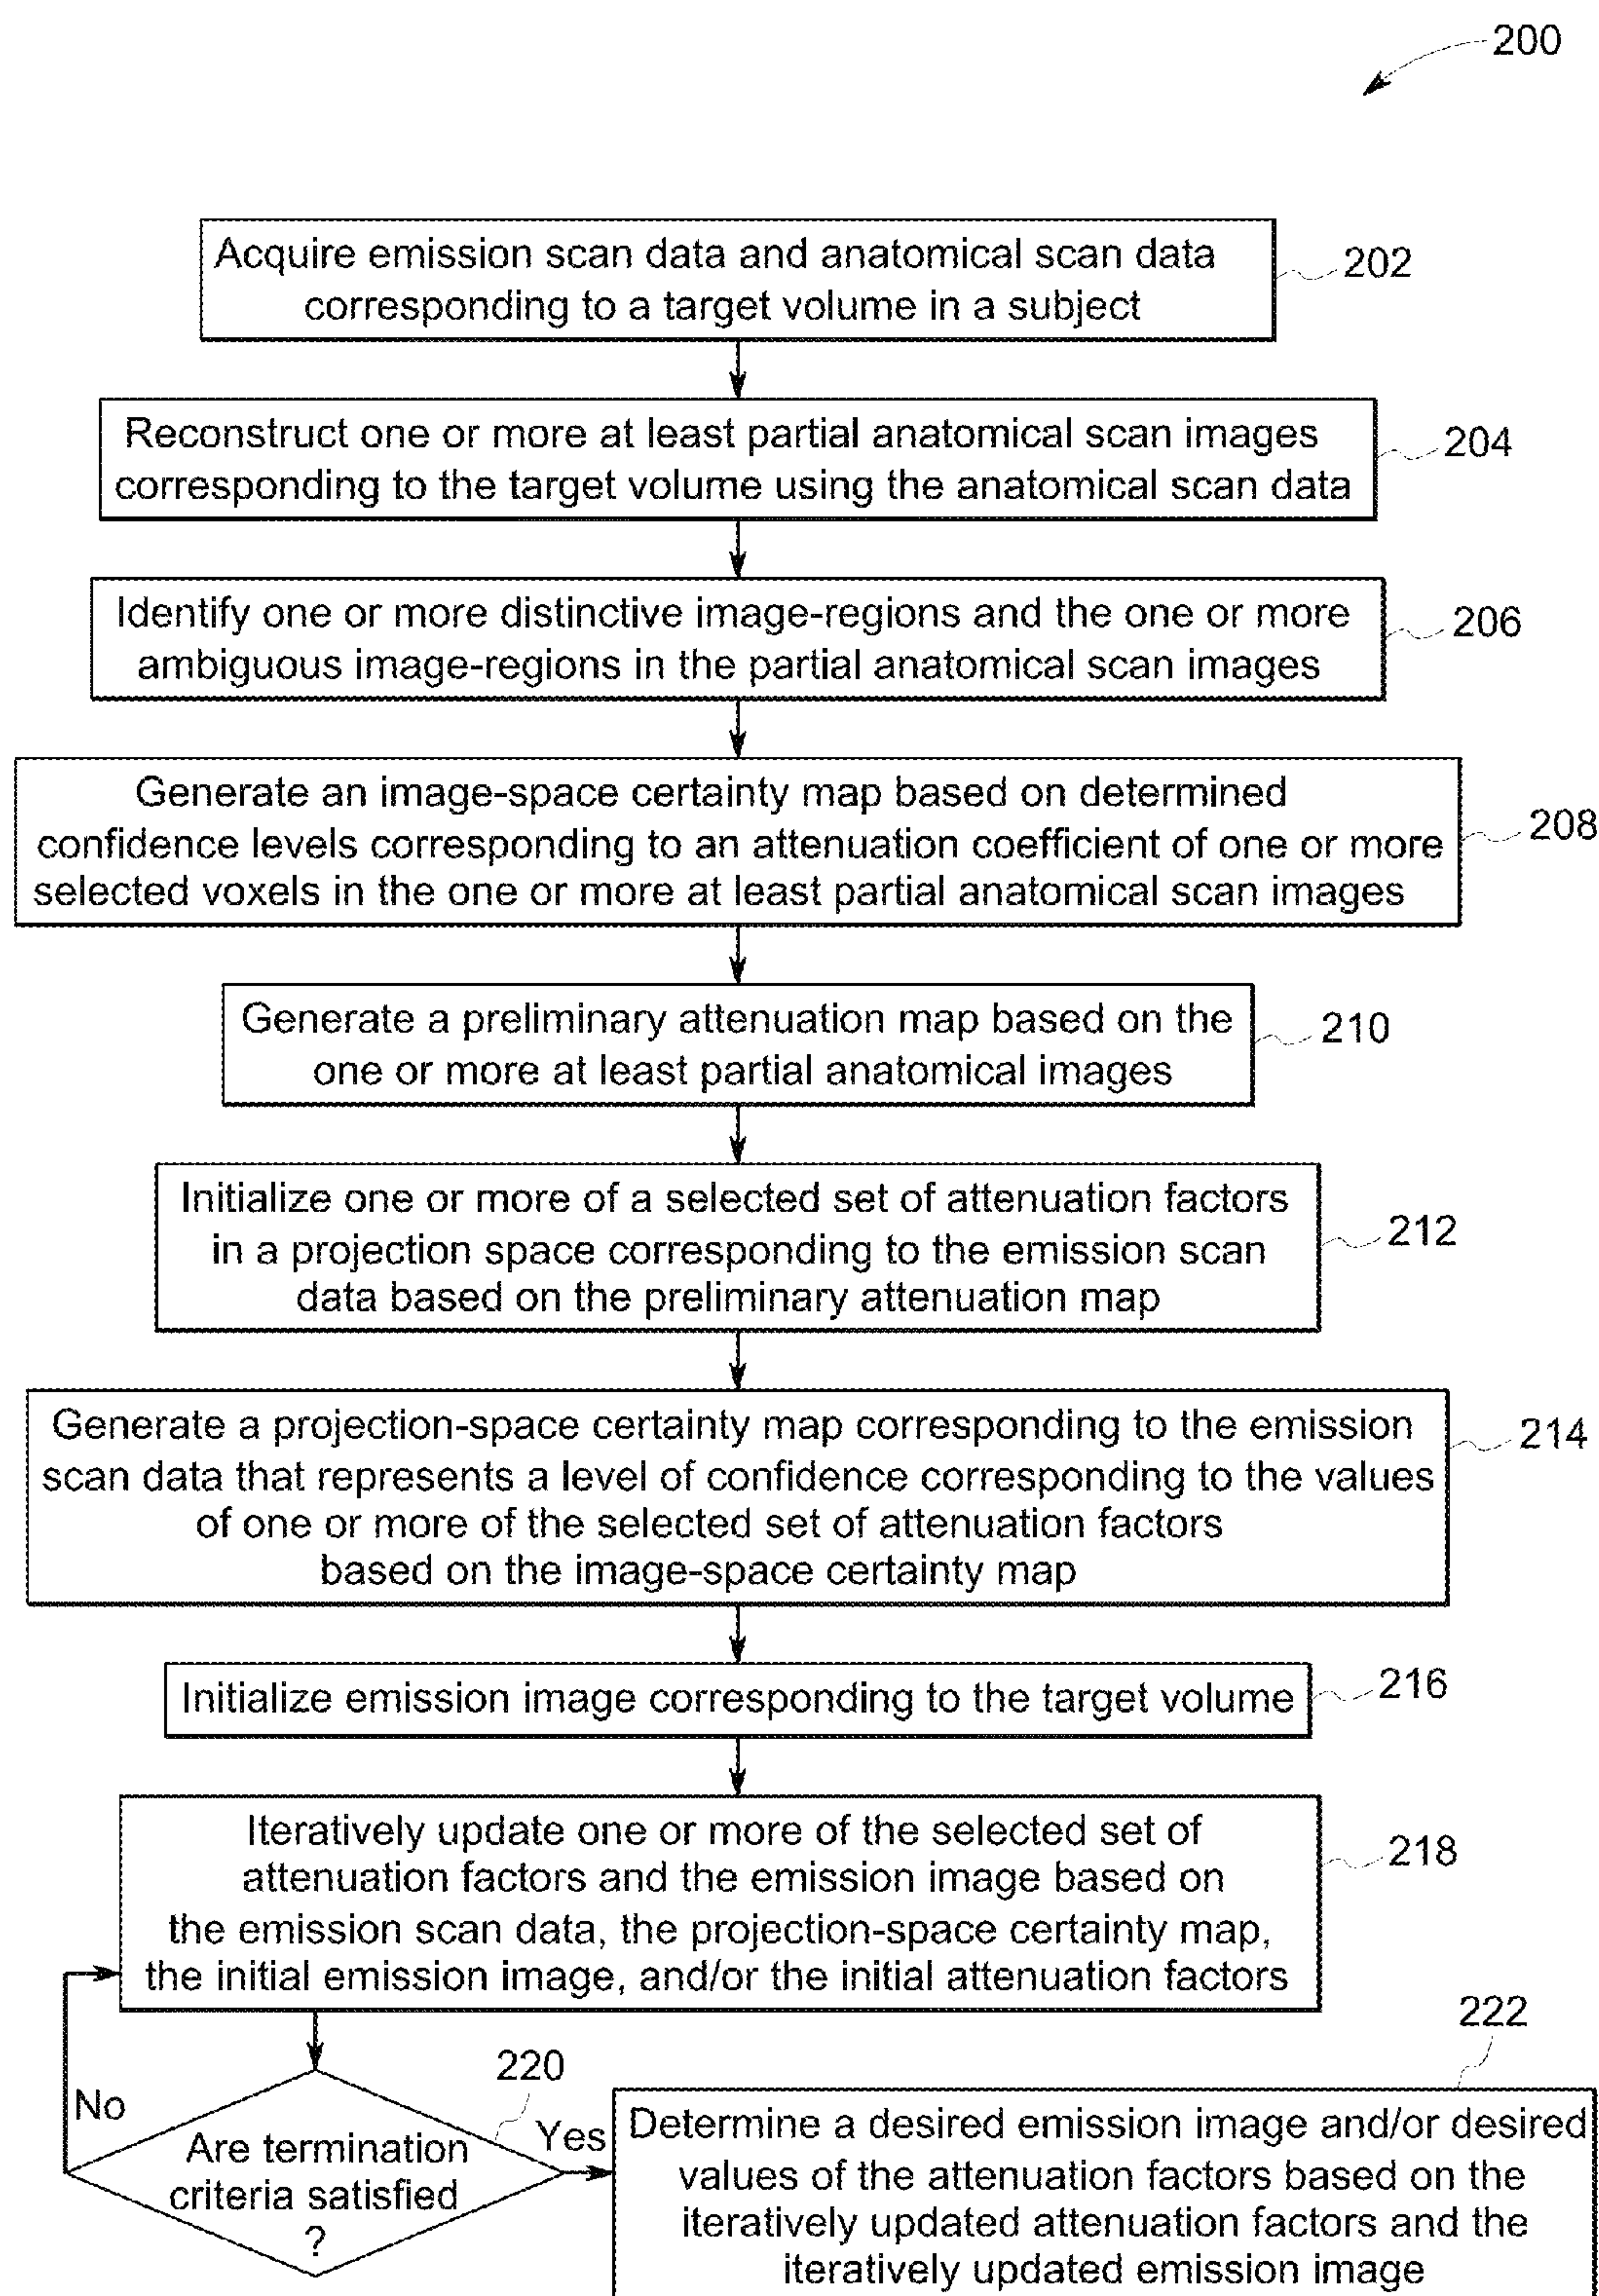 200
Acquire emission scan data and anatomical scan data
corresponding to a target volume in a subject
202
Reconstruct one or more at least partial anatomical scan images
corresponding to the target volume using the anatomical scan data
204
Identify one or more distinctive image-regions and the one or more
ambiguous image-regions in the partial anatomical scan images
206
Generate an image-space certainty map based on determined
confidence levels corresponding to an attenuation coefficient of one or more
selected voxels in the one or more at least partial anatomical scan images
208
Generate a preliminary attenuation map based on the
one or more at least partial anatomical images
210
Initialize one or more of a selected set of attenuation factors
in a projection space corresponding to the emission scan
data based on the preliminary attenuation map
212
Generate a projection-space certainty map corresponding to the emission
scan data that represents a level of confidence corresponding to the values
of one or more of the selected set of attenuation factors
based on the image-space certainty map
214
Initialize emission image corresponding to the target volume
216
Iteratively update one or more of the selected set of
attenuation factors and the emission image based on
the emission scan data, the projection-space certainty map,
the initial emission image, and/or the initial attenuation factors
218
No
Are termination
criteria satisfied
?
220
Yes
222
Determine a desired emission image and/or desired
values of the attenuation factors based on the
iteratively updated attenuation factors and the
iteratively updated emission image